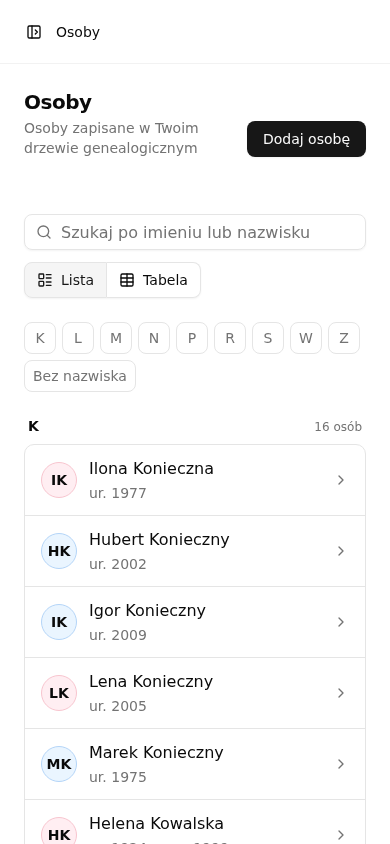 Osoby
Osoby
Osoby zapisane w Twoim
drzewie genealogicznym
Dodaj osobę
Szukaj po imieniu lub nazwisku
Lista Tabela
K L M N P R S W Z
Bez nazwiska
K 16 osób
IK Ilona Konieczna
ur. 1977
HK Hubert Konieczny
ur. 2002
IK Igor Konieczny
ur. 2009
LK Lena Konieczny
ur. 2005
MK Marek Konieczny
ur. 1975
HK Helena Kowalska